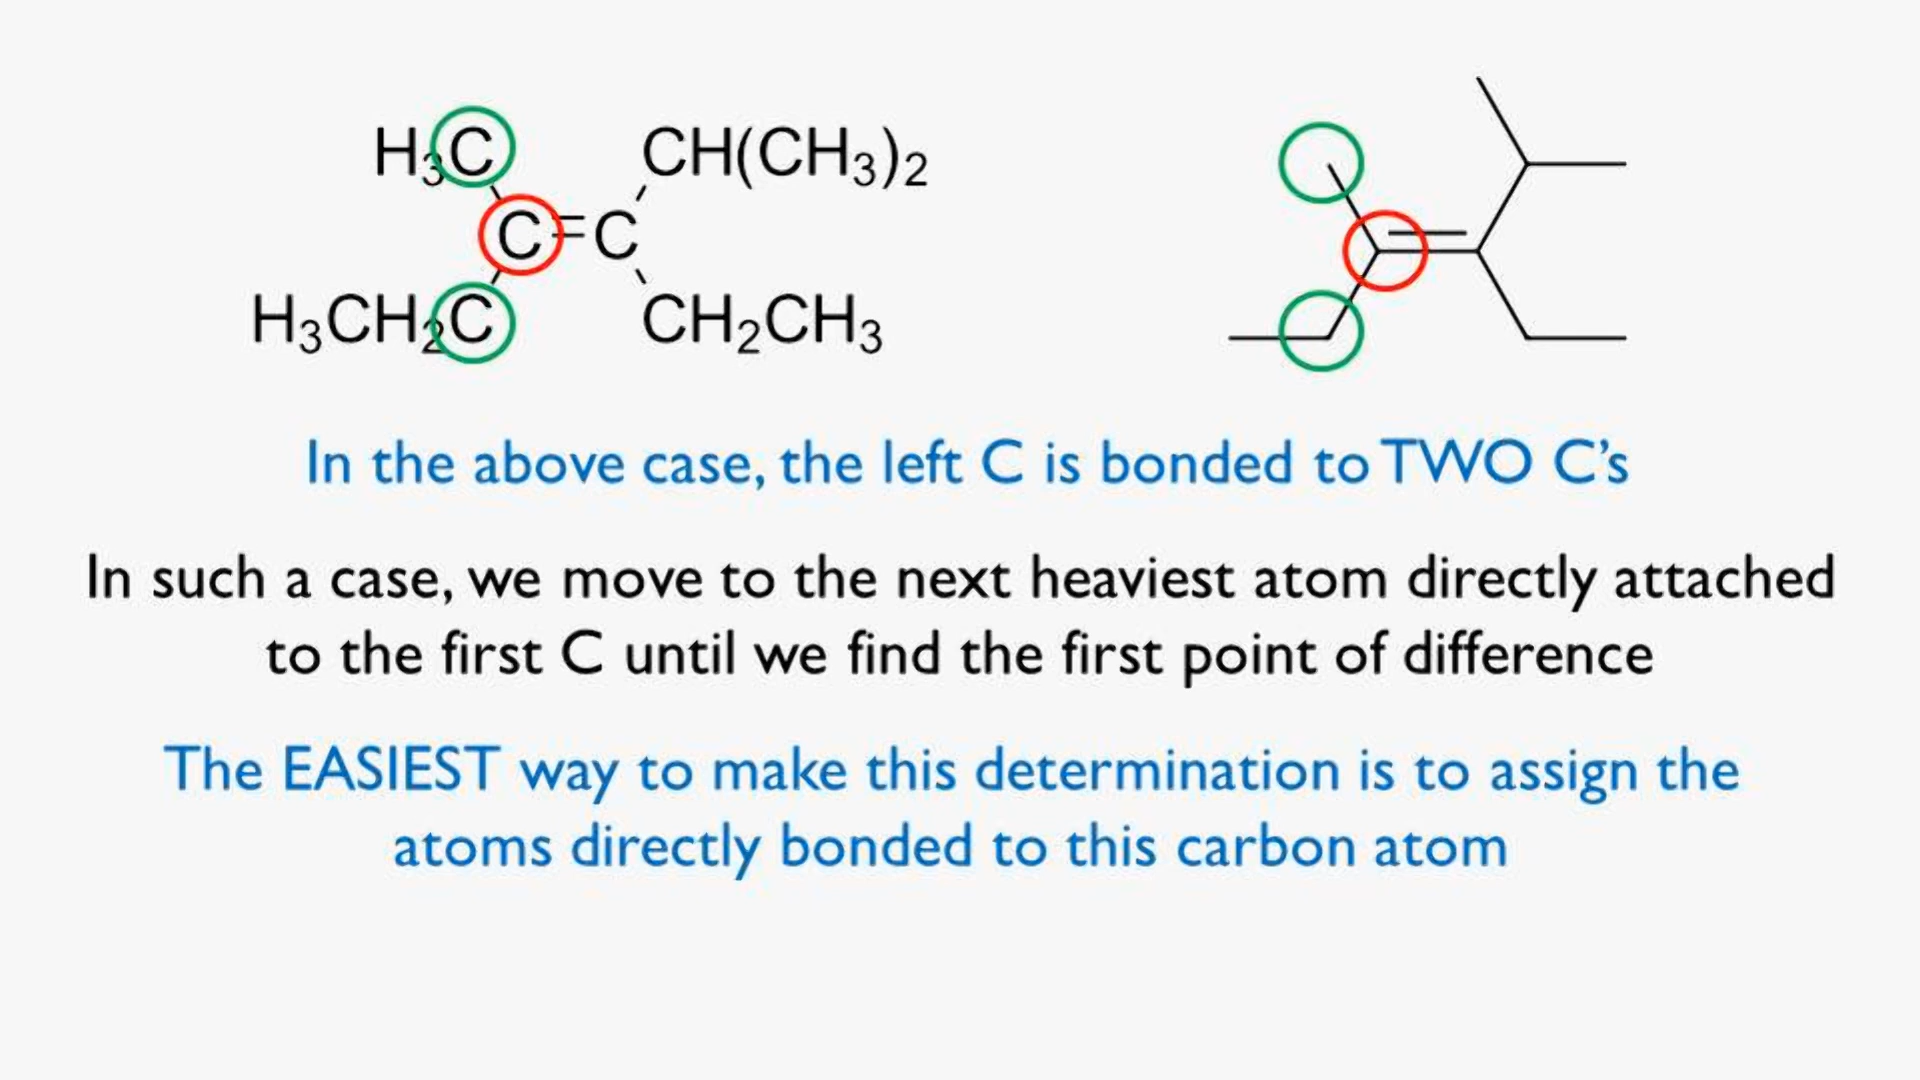 H₃C CH(CH₃)₂
C=C
H₃CH₂C CH₂CH₃
In the above case, the left C is bonded to TWO C's
In such a case, we move to the next heaviest atom directly attached
to the first C until we find the first point of difference
The EASIEST way to make this determination is to assign the
atoms directly bonded to this carbon atom